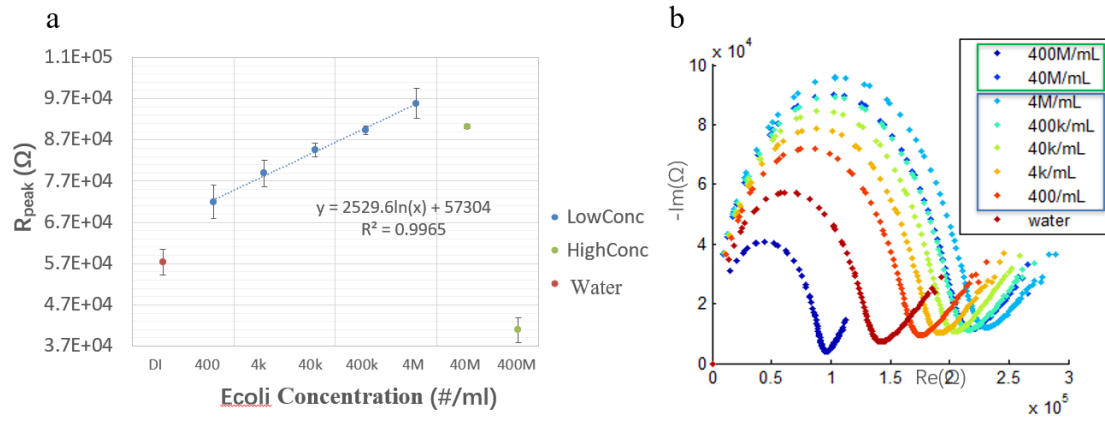 a
R_peak (Ω)
1.1E+05
9.7E+04
8.7E+04
7.7E+04
6.7E+04
5.7E+04
4.7E+04
3.7E+04
y = 2529.6ln(x) + 57304
R² = 0.9965
DI 400 4k 40k 400k 4M 40M 400M
Ecoli Concentration (#/ml)
LowConc
HighConc
Water
b
x 10⁴
-Im(Ω)
10
8
6
4
2
0
0 0.5 1 1.5 2 2.5 3
Re(Ω)
x 10⁵
400M/mL
40M/mL
4M/mL
400k/mL
40k/mL
4k/mL
400/mL
water